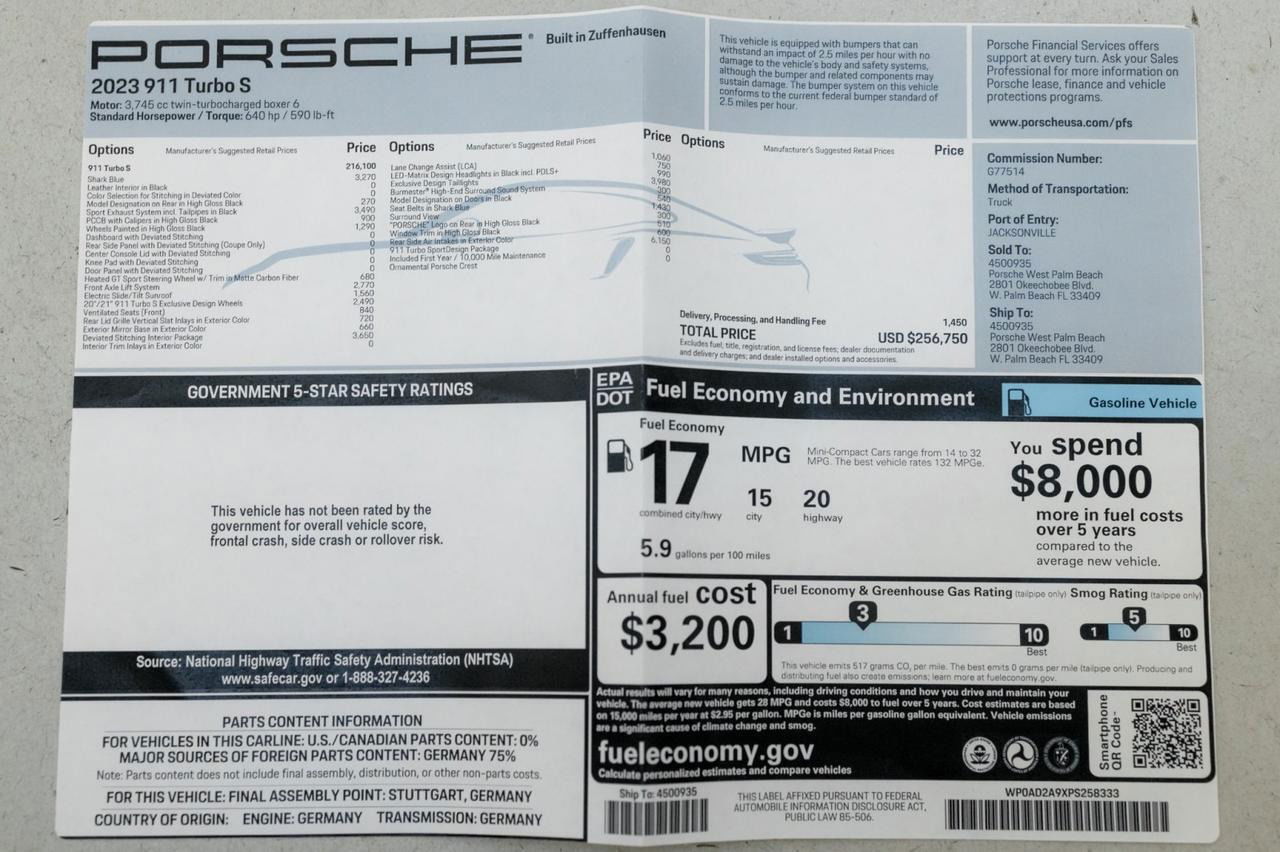 PORSCHE®
Built in Zuffenhausen
2023 911 Turbo S
Motor: 3,745 cc twin-turbocharged boxer 6
Standard Horsepower / Torque: 640 hp / 590 lb-ft
This vehicle is equipped with bumpers that can
withstand an impact of 2.5 miles per hour with no
damage to the vehicle's body and safety systems,
although the bumper and related components may
sustain damage. The bumper system on this vehicle
conforms to the current federal bumper standard of
2.5 miles per hour.
Porsche Financial Services offers
support at every turn. Ask your Sales
Professional for more information on
Porsche lease, finance and vehicle
protections programs.
www.porscheusa.com/pfs
Options Manufacturer's Suggested Retail Prices Price
911 Turbo S 216,100
Shark Blue 3,270
Leather Interior in Black 0
Color Selection for Stitching in Deviated Color 0
Model Designation on Rear in High Gloss Black 270
Sport Exhaust System incl. Tailpipes in Black 3,490
PCCB with Calipers in High Gloss Black 900
Wheels Painted in High Gloss Black 1,290
Dashboard with Deviated Stitching 0
Rear Side Panel with Deviated Stitching (Coupe Only) 0
Center Console Lid with Deviated Stitching 0
Knee Pad with Deviated Stitching 0
Door Panel with Deviated Stitching 0
Heated GT Sport Steering Wheel w/ Trim in Matte Carbon Fiber 680
Front Axle Lift System 2,770
Electric Slide/Tilt Sunroof 1,560
20"/21" 911 Turbo S Exclusive Design Wheels 2,490
Ventilated Seats (Front) 840
Rear Lid Grille Vertical Slat Inlays in Exterior Color 720
Exterior Mirror Base in Exterior Color 660
Deviated Stitching Interior Package 3,650
Interior Trim Inlays in Exterior Color 0
Options Manufacturer's Suggested Retail Prices Price
Lane Change Assist (LCA) 1,060
LED-Matrix Design Headlights in Black incl. PDLS+ 750
Exclusive Design Taillights 990
Burmester® High-End Surround Sound System 3,980
Model Designation on Doors in Black 300
Seat Belts in Shark Blue 540
Surround View 1,430
"PORSCHE" Logo on Rear in High Gloss Black 300
Window Trim in High Gloss Black 510
Rear Side Air Intakes in Exterior Color 600
911 Turbo SportDesign Package 6,150
Included First Year / 10,000 Mile Maintenance 0
Ornamental Porsche Crest 0
Options Manufacturer's Suggested Retail Prices Price
Delivery, Processing, and Handling Fee 1,450
TOTAL PRICE USD $256,750
Excludes fuel, title, registration, and license fees; dealer documentation
and delivery charges; and dealer installed options and accessories.
Commission Number:
G77514
Method of Transportation:
Truck
Port of Entry:
JACKSONVILLE
Sold To:
4500935
Porsche West Palm Beach
2801 Okeechobee Blvd.
W. Palm Beach FL 33409
Ship To:
4500935
Porsche West Palm Beach
2801 Okeechobee Blvd.
W. Palm Beach FL 33409
GOVERNMENT 5-STAR SAFETY RATINGS
This vehicle has not been rated by the
government for overall vehicle score,
frontal crash, side crash or rollover risk.
Source: National Highway Traffic Safety Administration (NHTSA)
www.safecar.gov or 1-888-327-4236
PARTS CONTENT INFORMATION
FOR VEHICLES IN THIS CARLINE: U.S./CANADIAN PARTS CONTENT: 0%
MAJOR SOURCES OF FOREIGN PARTS CONTENT: GERMANY 75%
Note: Parts content does not include final assembly, distribution, or other non-parts costs.
FOR THIS VEHICLE: FINAL ASSEMBLY POINT: STUTTGART, GERMANY
COUNTRY OF ORIGIN: ENGINE: GERMANY TRANSMISSION: GERMANY
EPA
DOT
Fuel Economy and Environment
Gasoline Vehicle
Fuel Economy
17 MPG
Mini-Compact Cars range from 14 to 32
MPG. The best vehicle rates 132 MPGe.
15 20
combined city/hwy city highway
5.9 gallons per 100 miles
You spend
$8,000
more in fuel costs
over 5 years
compared to the
average new vehicle.
Annual fuel cost
$3,200
Fuel Economy & Greenhouse Gas Rating (tailpipe only)
1 3 10
Best
Smog Rating (tailpipe only)
1 5 10
Best
This vehicle emits 517 grams CO₂ per mile. The best emits 0 grams per mile (tailpipe only). Producing and
distributing fuel also create emissions; learn more at fueleconomy.gov.
Actual results will vary for many reasons, including driving conditions and how you drive and maintain your
vehicle. The average new vehicle gets 28 MPG and costs $8,000 to fuel over 5 years. Cost estimates are based
on 15,000 miles per year at $2.95 per gallon. MPGe is miles per gasoline gallon equivalent. Vehicle emissions
are a significant cause of climate change and smog.
fueleconomy.gov
Calculate personalized estimates and compare vehicles
Smartphone
QR Code™
Ship To: 4500935
THIS LABEL AFFIXED PURSUANT TO FEDERAL
AUTOMOBILE INFORMATION DISCLOSURE ACT,
PUBLIC LAW 85-506.
WP0AD2A9XPS258333